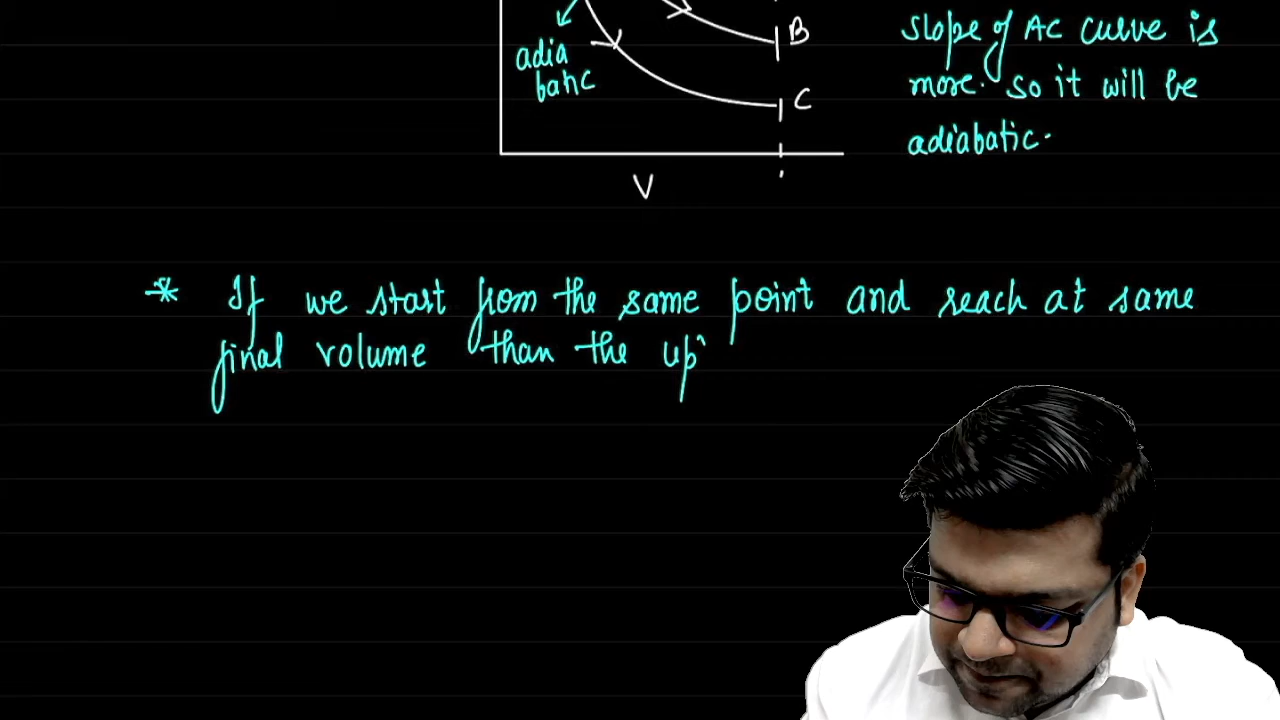 B
slope of AC curve is
adia
batic
more. so it will be
C
adiabatic.
V
* If we start from the same point and reach at same
final volume than the up